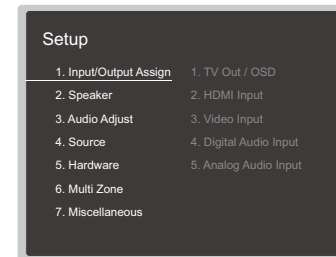 Setup
1. Input/Output Assign
1. TV Out / OSD
2. Speaker
2. HDMI Input
3. Audio Adjust
3. Video Input
4. Source
4. Digital Audio Input
5. Hardware
5. Analog Audio Input
6. Multi Zone
7. Miscellaneous